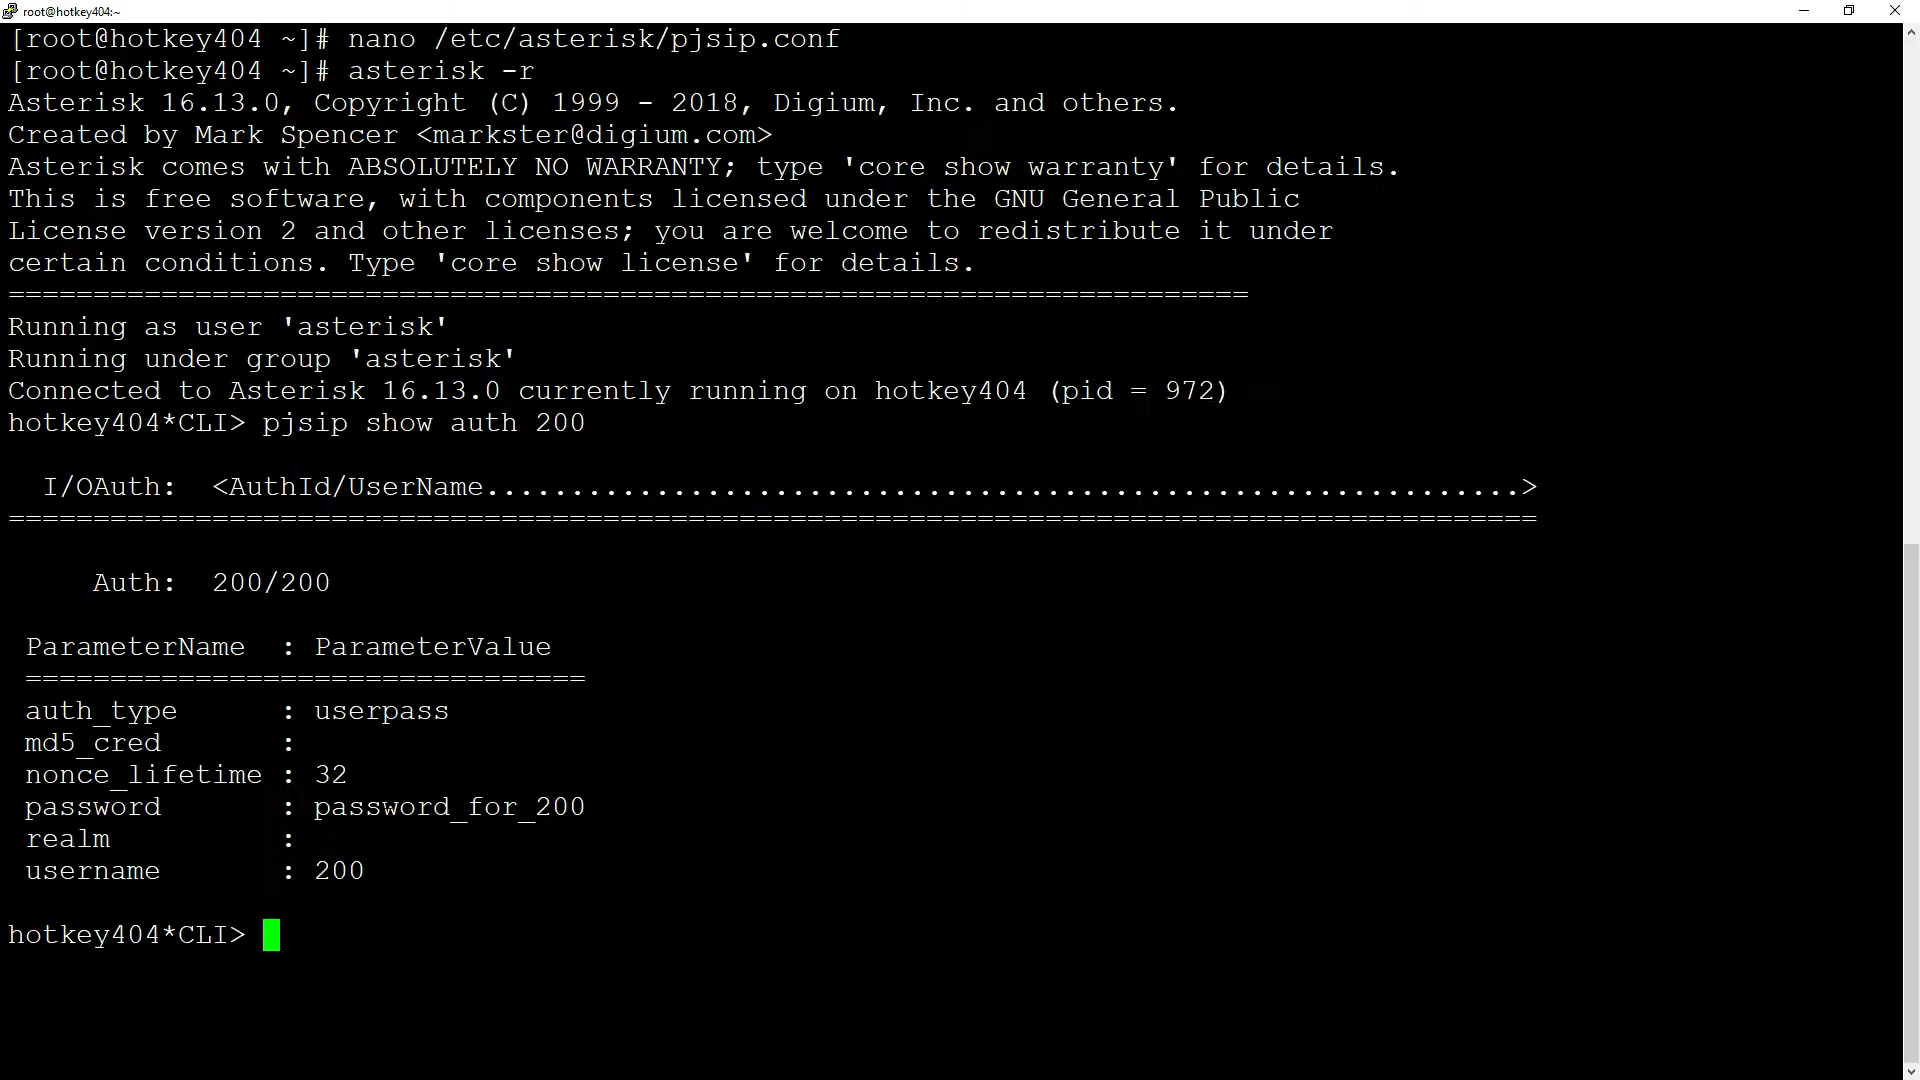 root@hotkey404:~
[root@hotkey404 ~]# nano /etc/asterisk/pjsip.conf
[root@hotkey404 ~]# asterisk -r
Asterisk 16.13.0, Copyright (C) 1999 - 2018, Digium, Inc. and others.
Created by Mark Spencer <markster@digium.com>
Asterisk comes with ABSOLUTELY NO WARRANTY; type 'core show warranty' for details.
This is free software, with components licensed under the GNU General Public
License version 2 and other licenses; you are welcome to redistribute it under
certain conditions. Type 'core show license' for details.
=========================================================================
Running as user 'asterisk'
Running under group 'asterisk'
Connected to Asterisk 16.13.0 currently running on hotkey404 (pid = 972)
hotkey404*CLI> pjsip show auth 200
I/OAuth:  <AuthId/UserName.............................................................>
==========================================================================================
Auth:  200/200
ParameterName  : ParameterValue
=================================
auth_type      : userpass
md5_cred       :
nonce_lifetime : 32
password       : password_for_200
realm          :
username       : 200
hotkey404*CLI>